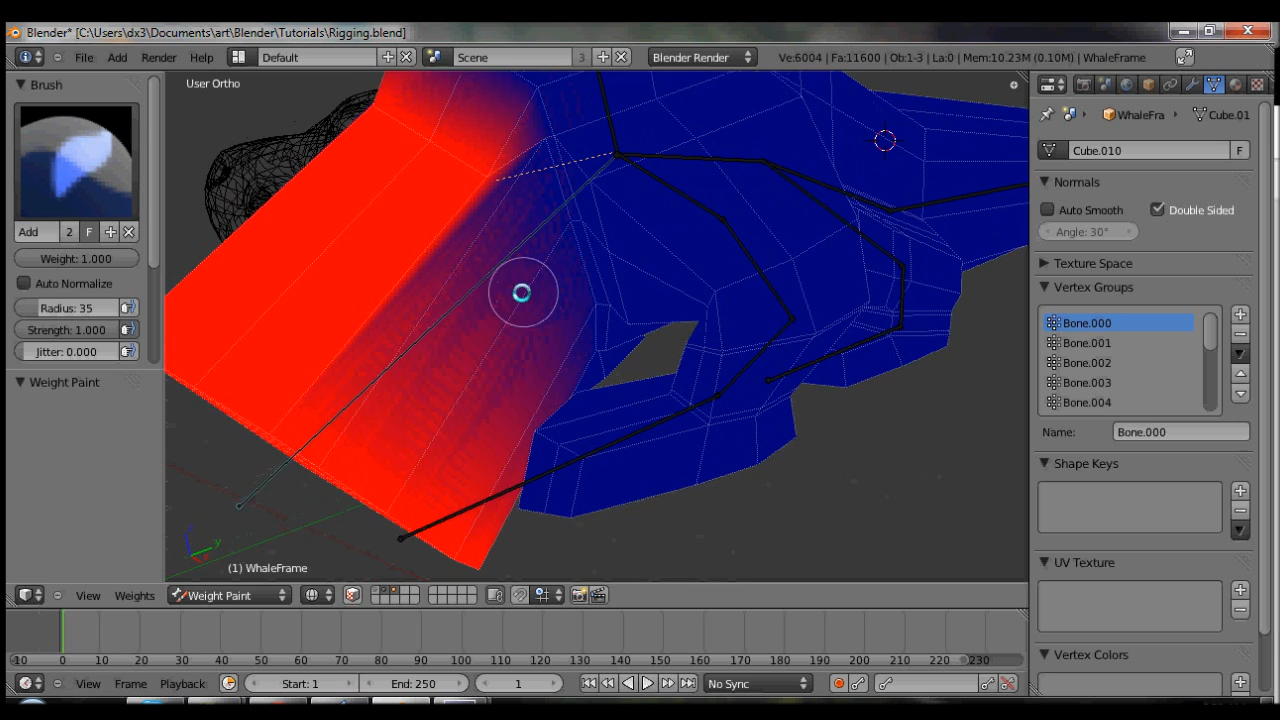 Blender* [C:\Users\dx3\Documents\art\Blender\Tutorials\Rigging.blend]
File Add Render Help Default Scene 3 Blender Render Ve:6004 | Fa:11600 | Ob:1-3 | La:0 | Mem:10.23M (0.10M) | WhaleFrame
Brush
Add 2 F
Weight: 1.000
Auto Normalize
Radius: 35
Strength: 1.000
Jitter: 0.000
Weight Paint
User Ortho
y
(1) WhaleFrame
WhaleFra Cube.01
Cube.010 F
Normals
Auto Smooth Double Sided
Angle: 30°
Texture Space
Vertex Groups
Bone.000
Bone.001
Bone.002
Bone.003
Bone.004
Name: Bone.000
Shape Keys
UV Texture
Vertex Colors
View Weights Weight Paint
-10 0 10 20 30 40 50 60 70 80 90 100 110 120 130 140 150 160 170 180 190 200 210 220 230
View Frame Playback Start: 1 End: 250 1 No Sync